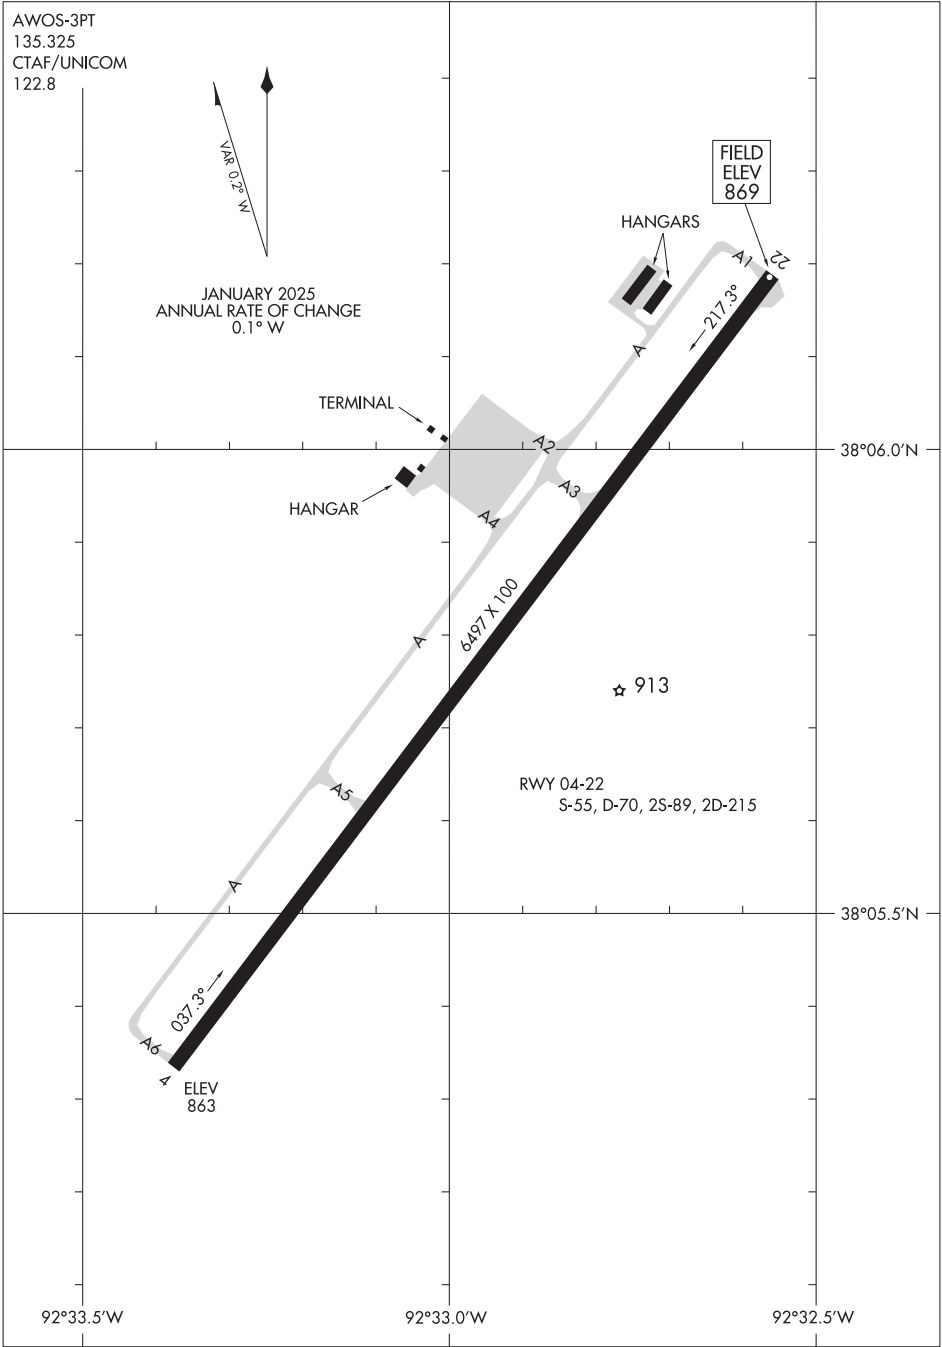 AWOS-3PT
135.325
CTAF/UNICOM
122.8
VAR 0.2° W
JANUARY 2025
ANNUAL RATE OF CHANGE
0.1° W
FIELD
ELEV
869
HANGARS
A1
22
217.3°
A
TERMINAL
A2
38°06.0'N
HANGAR
A3
A4
6497 X 100
A
913
RWY 04-22
S-55, D-70, 2S-89, 2D-215
A5
A
38°05.5'N
037.3°
A6
4
ELEV
863
92°33.5'W
92°33.0'W
92°32.5'W